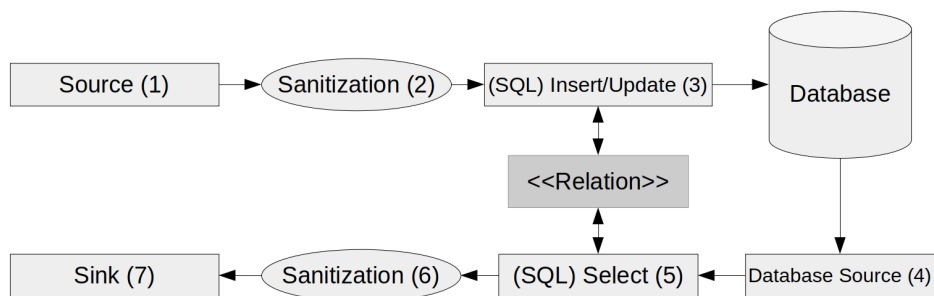 Source (1)
Sanitization (2)
(SQL) Insert/Update (3)
Database
<<Relation>>
Sink (7)
Sanitization (6)
(SQL) Select (5)
Database Source (4)